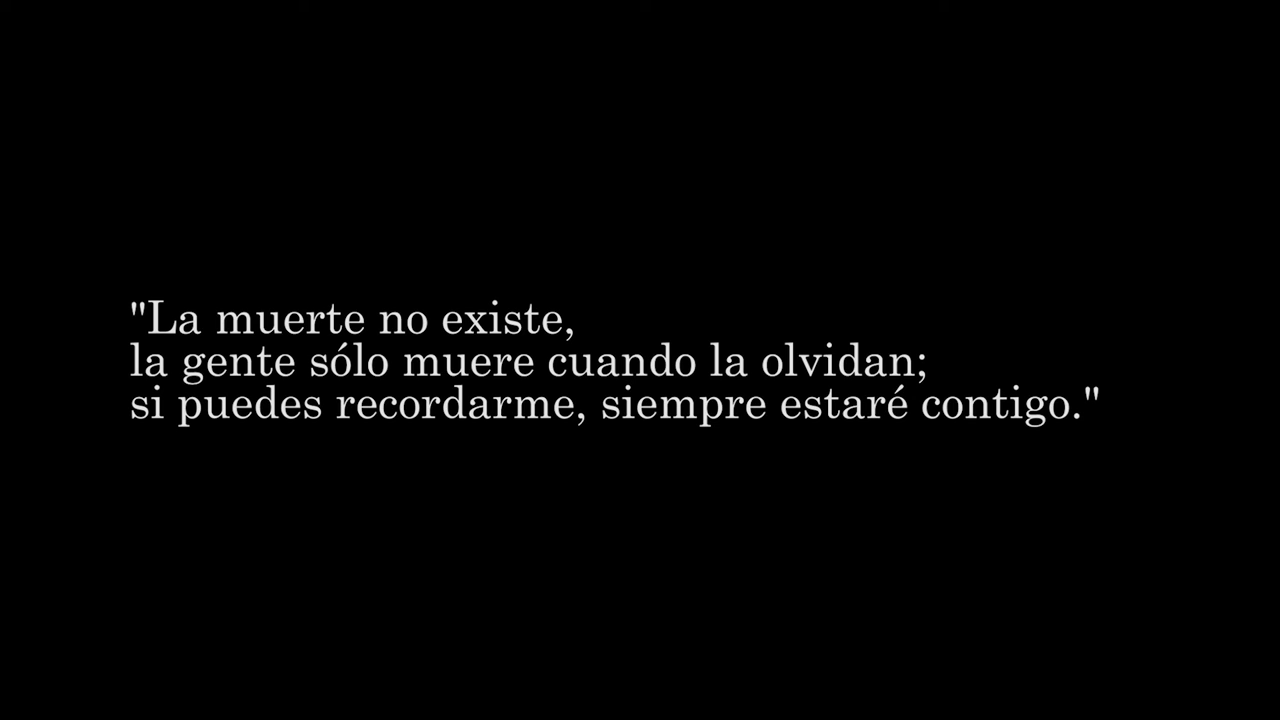 "La muerte no existe,
la gente sólo muere cuando la olvidan;
si puedes recordarme, siempre estaré contigo."